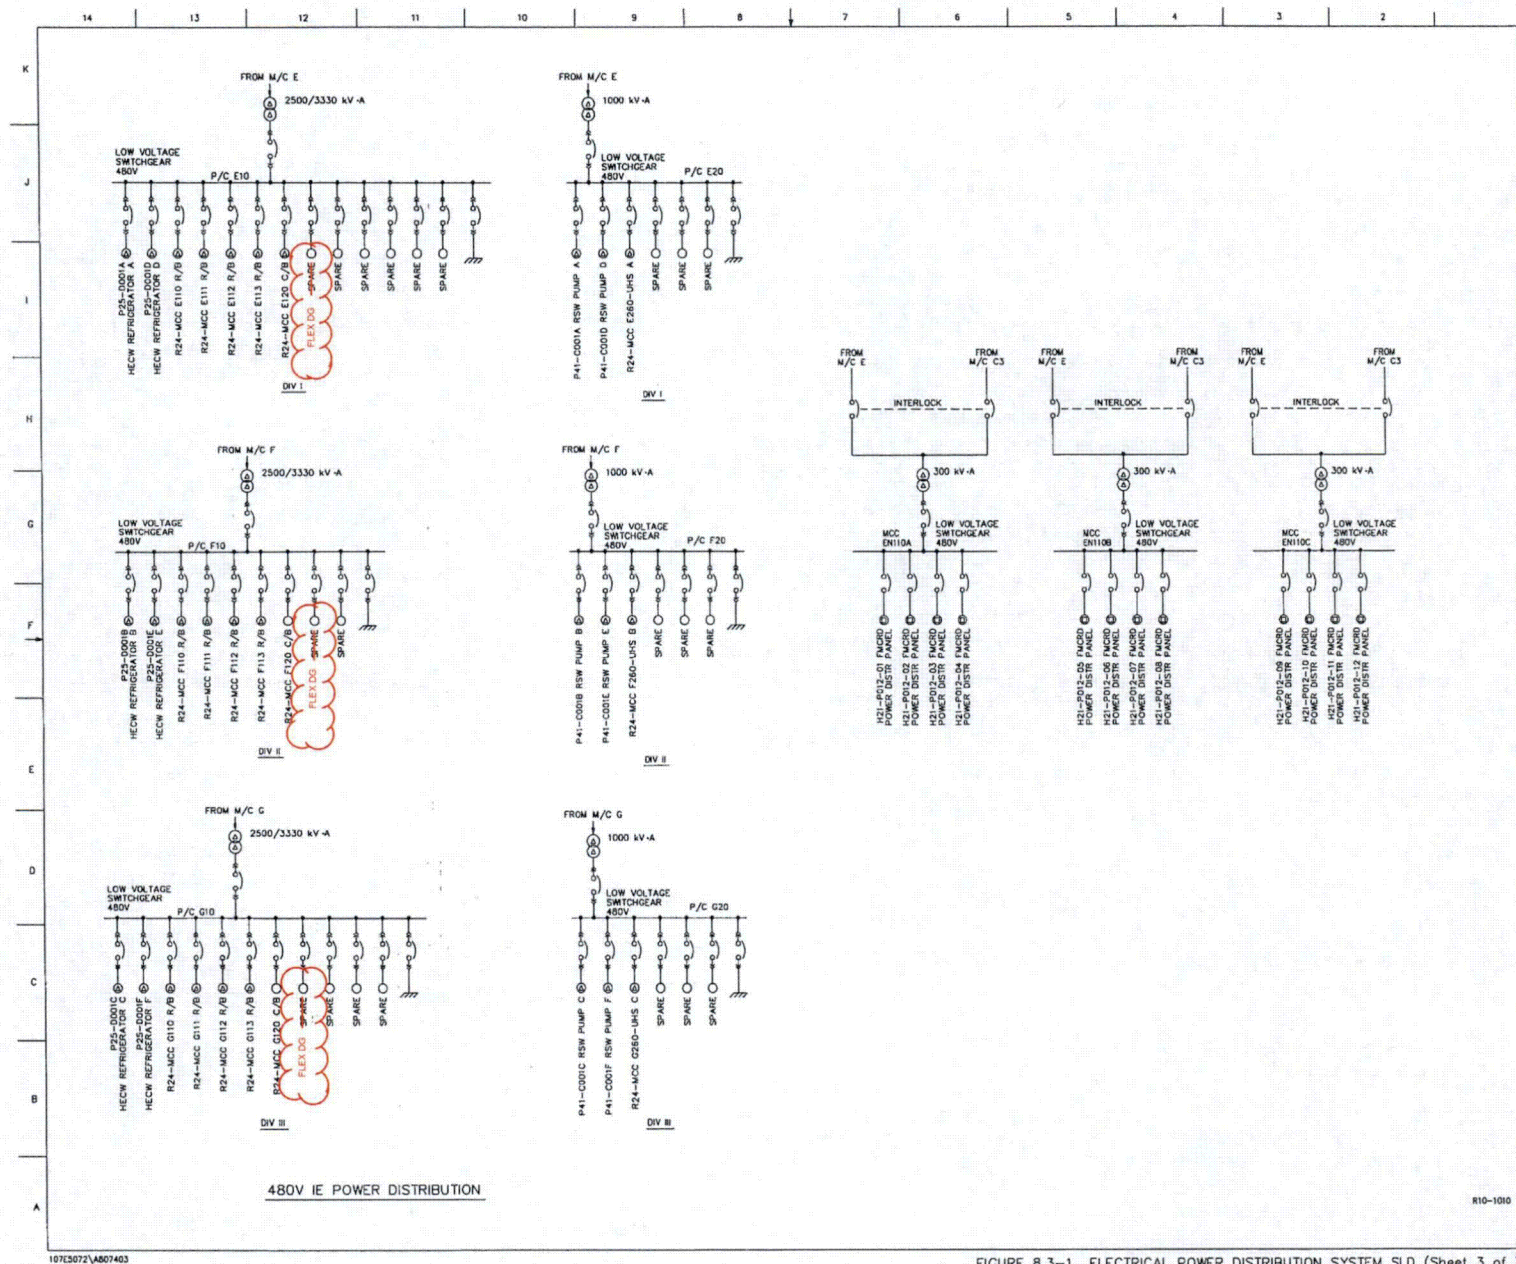 14 13 12 11 10 9 8 7 6 5 4 3 2
K
J
I
H
G
F
E
D
C
B
A
FROM M/C E
2500/3330 kV-A
LOW VOLTAGE
SWITCHGEAR
480V
P/C E10
P25-D001A
HECW REFRIGERATOR A
P25-D001D
HECW REFRIGERATOR D
R24-MCC E110 R/B
R24-MCC E111 R/B
R24-MCC E112 R/B
R24-MCC E113 R/B
R24-MCC E120 C/B
SPARE
FLEX DG
SPARE
SPARE
SPARE
SPARE
SPARE
DIV I
FROM M/C E
1000 kV-A
LOW VOLTAGE
SWITCHGEAR
480V
P/C E20
P41-C001A RSW PUMP A
P41-C001D RSW PUMP D
R24-MCC E260-UHS A
SPARE
SPARE
SPARE
DIV I
FROM M/C F
2500/3330 kV-A
LOW VOLTAGE
SWITCHGEAR
480V
P/C F10
P25-D001B
HECW REFRIGERATOR B
P25-D001E
HECW REFRIGERATOR E
R24-MCC F110 R/B
R24-MCC F111 R/B
R24-MCC F112 R/B
R24-MCC F113 R/B
R24-MCC F120 C/B
SPARE
FLEX DG
SPARE
DIV II
FROM M/C F
1000 kV-A
LOW VOLTAGE
SWITCHGEAR
480V
P/C F20
P41-C001B RSW PUMP B
P41-C001E RSW PUMP E
R24-MCC F260-UHS B
SPARE
SPARE
SPARE
DIV II
FROM
M/C E
FROM
M/C C3
INTERLOCK
300 kV-A
MCC
EN110A
LOW VOLTAGE
SWITCHGEAR
480V
H21-P012-01 FMCRD
POWER DISTR PANEL
H21-P012-02 FMCRD
POWER DISTR PANEL
H21-P012-03 FMCRD
POWER DISTR PANEL
H21-P012-04 FMCRD
POWER DISTR PANEL
FROM
M/C E
FROM
M/C C3
INTERLOCK
300 kV-A
MCC
EN110B
LOW VOLTAGE
SWITCHGEAR
480V
H21-P012-05 FMCRD
POWER DISTR PANEL
H21-P012-06 FMCRD
POWER DISTR PANEL
H21-P012-07 FMCRD
POWER DISTR PANEL
H21-P012-08 FMCRD
POWER DISTR PANEL
FROM
M/C E
FROM
M/C C3
INTERLOCK
300 kV-A
MCC
EN110C
LOW VOLTAGE
SWITCHGEAR
480V
H21-P012-09 FMCRD
POWER DISTR PANEL
H21-P012-10 FMCRD
POWER DISTR PANEL
H21-P012-11 FMCRD
POWER DISTR PANEL
H21-P012-12 FMCRD
POWER DISTR PANEL
FROM M/C G
2500/3330 kV-A
LOW VOLTAGE
SWITCHGEAR
480V
P/C G10
P25-D001C
HECW REFRIGERATOR C
P25-D001F
HECW REFRIGERATOR F
R24-MCC G110 R/B
R24-MCC G111 R/B
R24-MCC G112 R/B
R24-MCC G113 R/B
R24-MCC G120 C/B
SPARE
FLEX DG
SPARE
SPARE
SPARE
DIV III
FROM M/C G
1000 kV-A
LOW VOLTAGE
SWITCHGEAR
480V
P/C G20
P41-C001C RSW PUMP C
P41-C001F RSW PUMP F
R24-MCC G260-UHS C
SPARE
SPARE
SPARE
DIV III
480V IE POWER DISTRIBUTION
R10-1010
107E5072\AB07403
FIGURE 8.3-1 ELECTRICAL POWER DISTRIBUTION SYSTEM SLD (Sheet 3 of